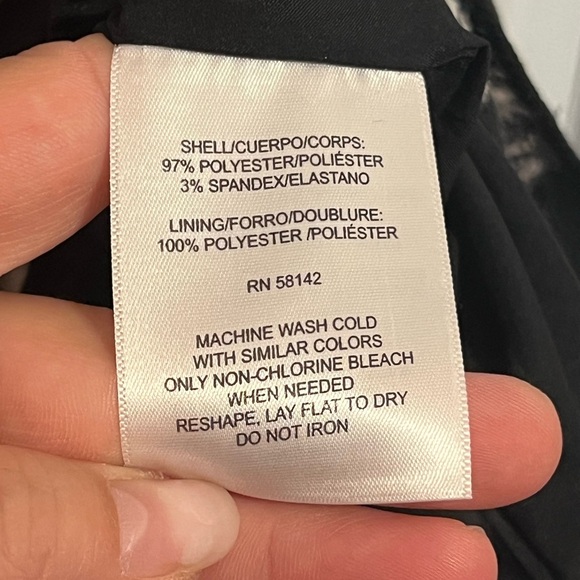 SHELL/CUERPO/CORPS:
97% POLYESTER/POLIÉSTER
3% SPANDEX/ELASTANO
LINING/FORRO/DOUBLURE:
100% POLYESTER /POLIÉSTER
RN 58142
MACHINE WASH COLD
WITH SIMILAR COLORS
ONLY NON-CHLORINE BLEACH
WHEN NEEDED
RESHAPE, LAY FLAT TO DRY
DO NOT IRON